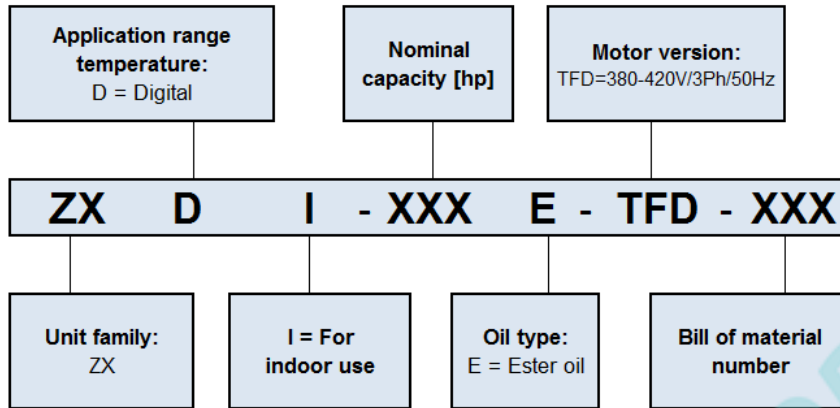 Application range
temperature:
D = Digital
Nominal
capacity [hp]
Motor version:
TFD=380-420V/3Ph/50Hz
ZX D I - XXX E - TFD - XXX
Unit family:
ZX
I = For
indoor use
Oil type:
E = Ester oil
Bill of material
number